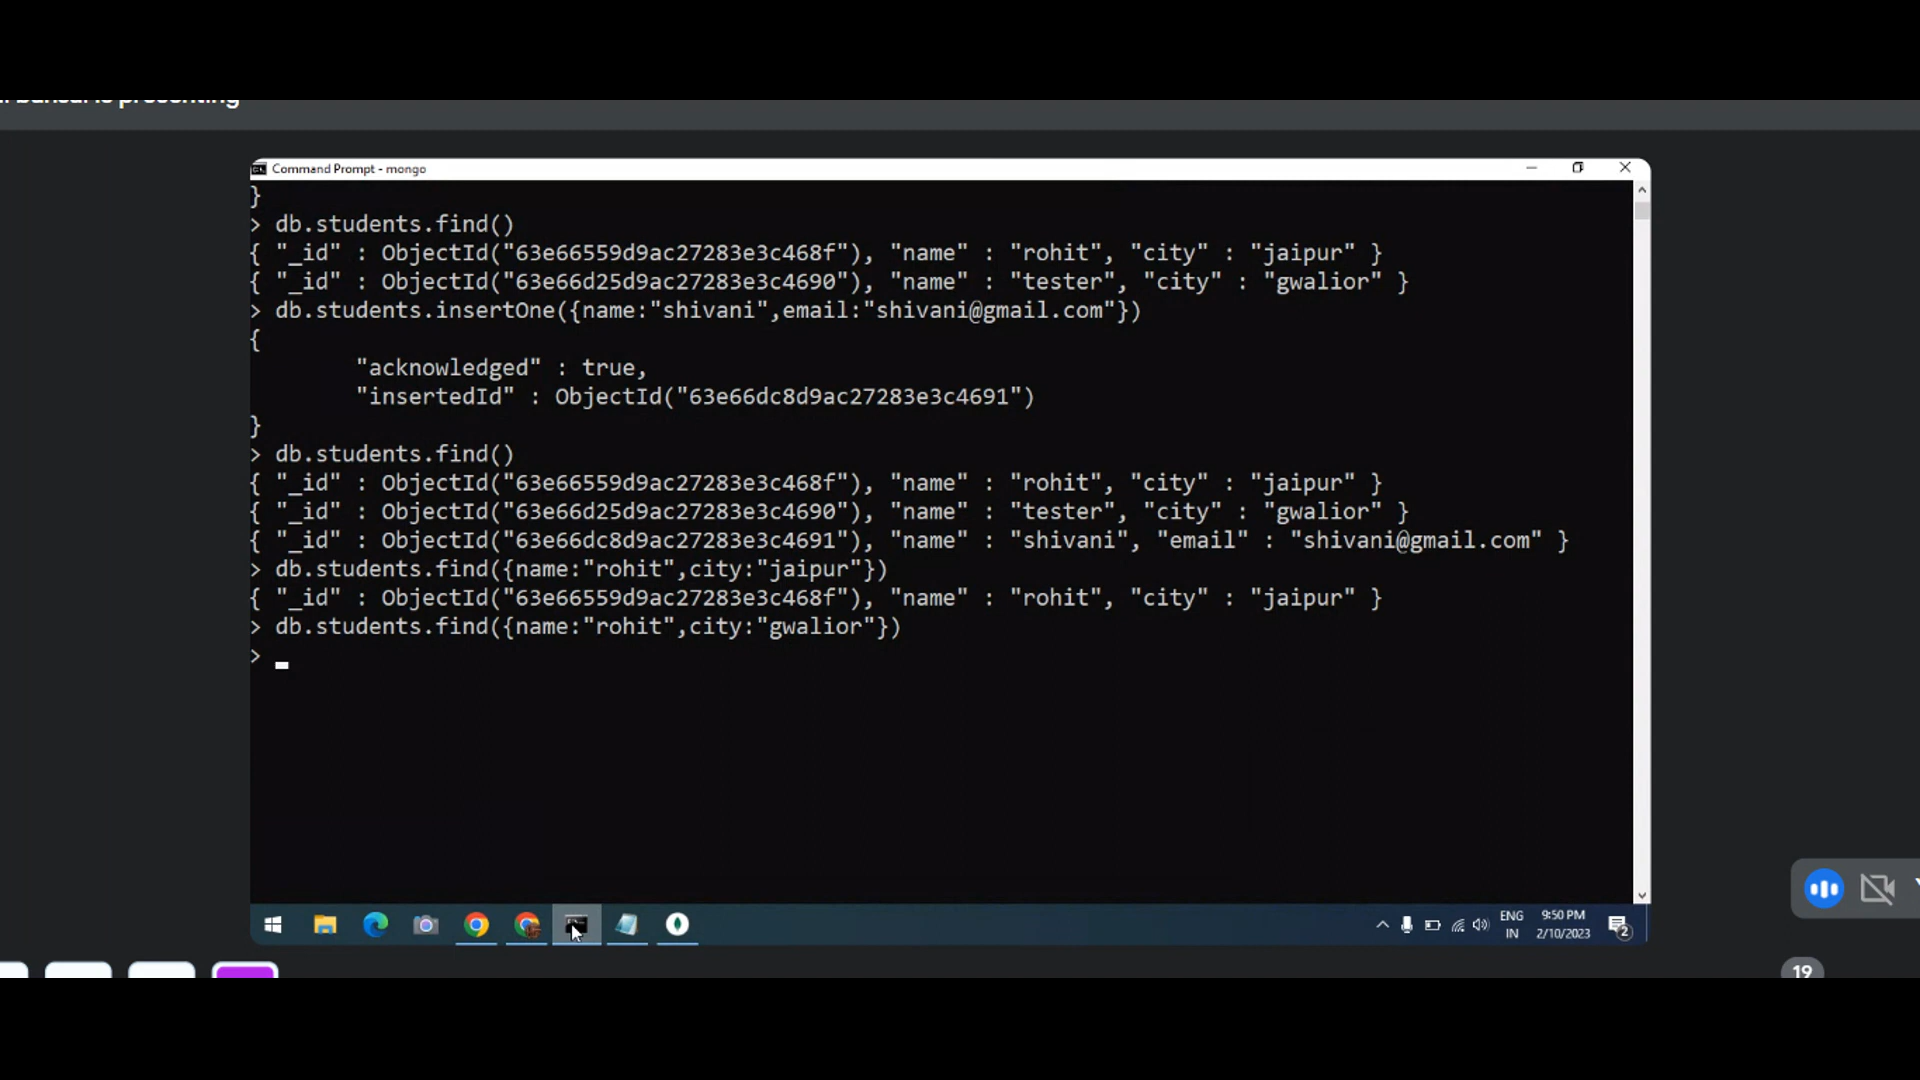 is presenting
Command Prompt - mongo
}
> db.students.find()
{ "_id" : ObjectId("63e66559d9ac27283e3c468f"), "name" : "rohit", "city" : "jaipur" }
{ "_id" : ObjectId("63e66d25d9ac27283e3c4690"), "name" : "tester", "city" : "gwalior" }
> db.students.insertOne({name:"shivani",email:"shivani@gmail.com"})
{
        "acknowledged" : true,
        "insertedId" : ObjectId("63e66dc8d9ac27283e3c4691")
}
> db.students.find()
{ "_id" : ObjectId("63e66559d9ac27283e3c468f"), "name" : "rohit", "city" : "jaipur" }
{ "_id" : ObjectId("63e66d25d9ac27283e3c4690"), "name" : "tester", "city" : "gwalior" }
{ "_id" : ObjectId("63e66dc8d9ac27283e3c4691"), "name" : "shivani", "email" : "shivani@gmail.com" }
> db.students.find({name:"rohit",city:"jaipur"})
{ "_id" : ObjectId("63e66559d9ac27283e3c468f"), "name" : "rohit", "city" : "jaipur" }
> db.students.find({name:"rohit",city:"gwalior"})
>
ENG
IN
9:50 PM
2/10/2023
2
19